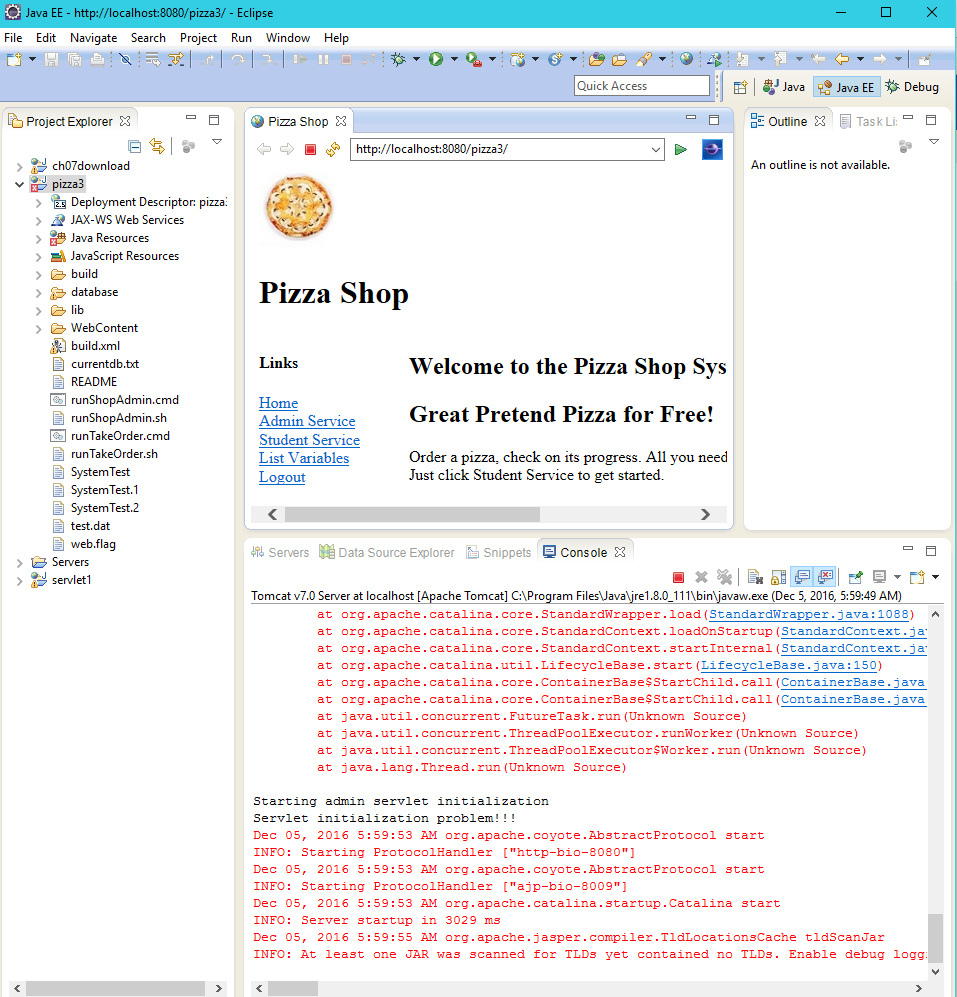 Java EE - http://localhost:8080/pizza3/ - Eclipse
File Edit Navigate Search Project Run Window Help
Quick Access
Java Java EE Debug
Project Explorer
ch07download
pizza3
Deployment Descriptor: pizza3
JAX-WS Web Services
Java Resources
JavaScript Resources
build
database
lib
WebContent
build.xml
currentdb.txt
README
runShopAdmin.cmd
runShopAdmin.sh
runTakeOrder.cmd
runTakeOrder.sh
SystemTest
SystemTest.1
SystemTest.2
test.dat
web.flag
Servers
servlet1
Pizza Shop
http://localhost:8080/pizza3/
Pizza Shop
Links
Home
Admin Service
Student Service
List Variables
Logout
Welcome to the Pizza Shop Sys
Great Pretend Pizza for Free!
Order a pizza, check on its progress. All you need
Just click Student Service to get started.
Outline Task Li
An outline is not available.
Servers Data Source Explorer Snippets Console
Tomcat v7.0 Server at localhost [Apache Tomcat] C:\Program Files\Java\jre1.8.0_111\bin\javaw.exe (Dec 5, 2016, 5:59:49 AM)
at org.apache.catalina.core.StandardWrapper.load(StandardWrapper.java:1088)
at org.apache.catalina.core.StandardContext.loadOnStartup(StandardContext.jav
at org.apache.catalina.core.StandardContext.startInternal(StandardContext.jav
at org.apache.catalina.util.LifecycleBase.start(LifecycleBase.java:150)
at org.apache.catalina.core.ContainerBase$StartChild.call(ContainerBase.java
at org.apache.catalina.core.ContainerBase$StartChild.call(ContainerBase.java
at java.util.concurrent.FutureTask.run(Unknown Source)
at java.util.concurrent.ThreadPoolExecutor.runWorker(Unknown Source)
at java.util.concurrent.ThreadPoolExecutor$Worker.run(Unknown Source)
at java.lang.Thread.run(Unknown Source)
Starting admin servlet initialization
Servlet initialization problem!!!
Dec 05, 2016 5:59:53 AM org.apache.coyote.AbstractProtocol start
INFO: Starting ProtocolHandler ["http-bio-8080"]
Dec 05, 2016 5:59:53 AM org.apache.coyote.AbstractProtocol start
INFO: Starting ProtocolHandler ["ajp-bio-8009"]
Dec 05, 2016 5:59:53 AM org.apache.catalina.startup.Catalina start
INFO: Server startup in 3029 ms
Dec 05, 2016 5:59:55 AM org.apache.jasper.compiler.TldLocationsCache tldScanJar
INFO: At least one JAR was scanned for TLDs yet contained no TLDs. Enable debug logg